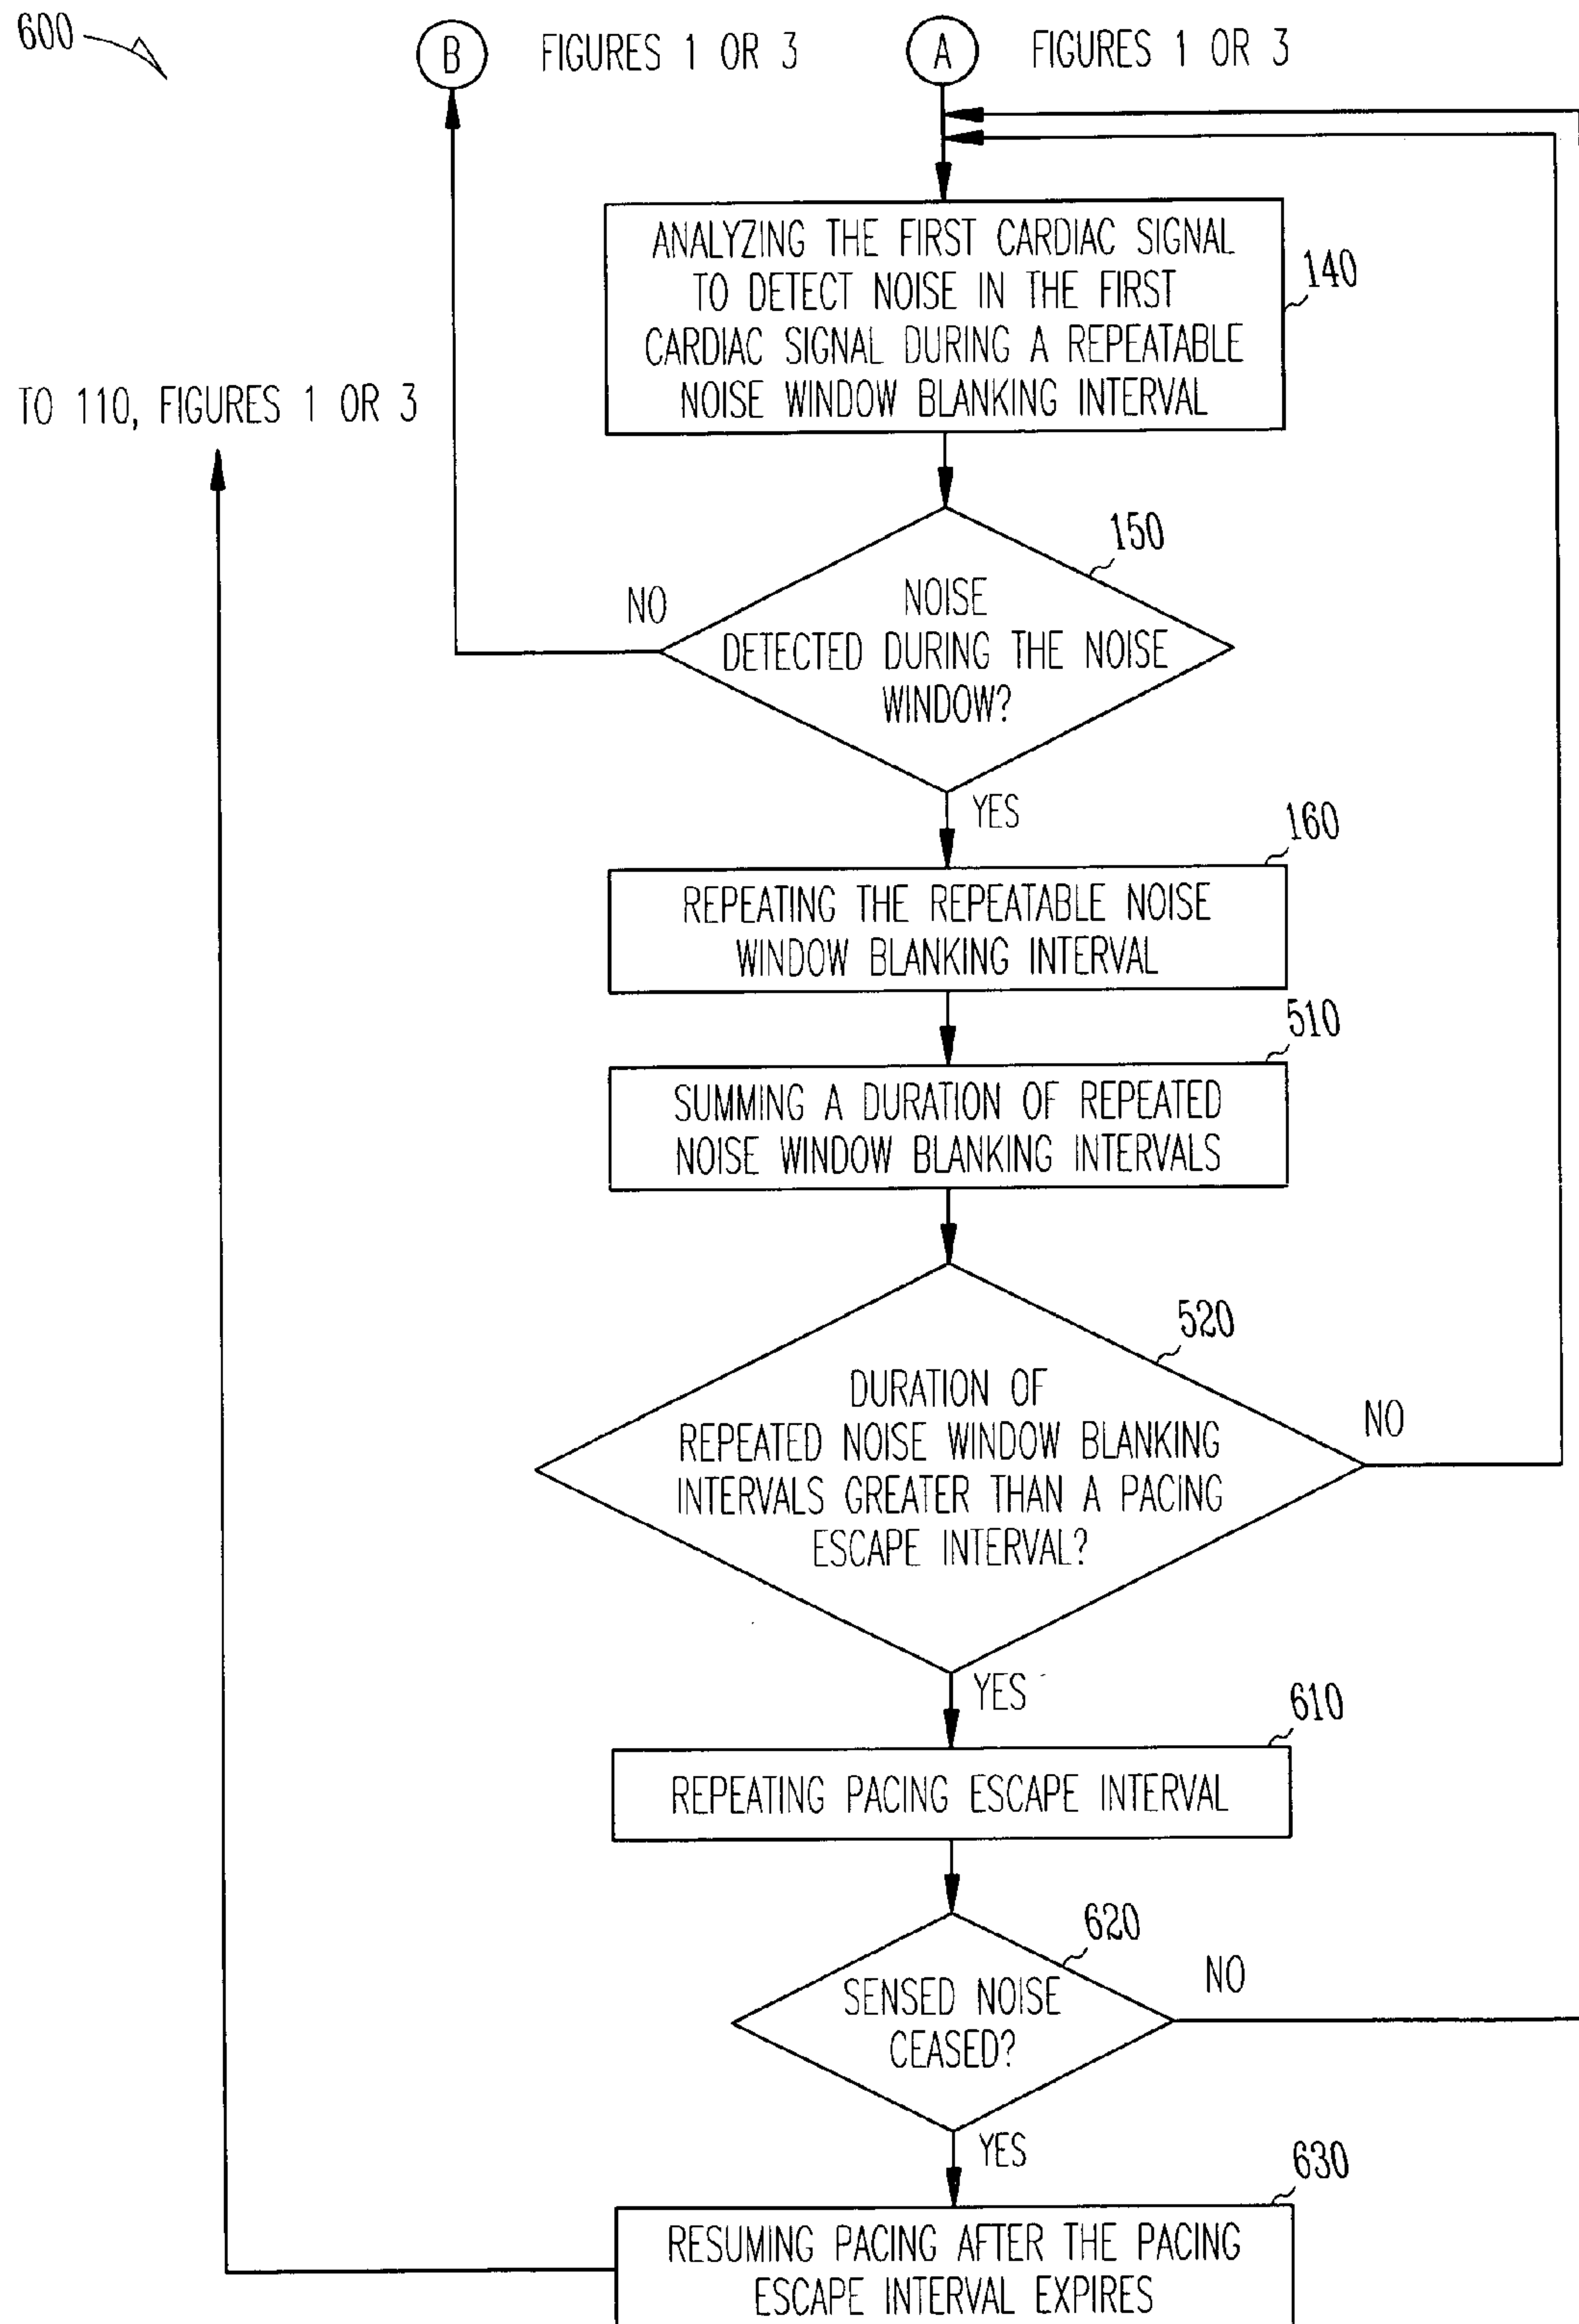 600
B FIGURES 1 OR 3
A FIGURES 1 OR 3
ANALYZING THE FIRST CARDIAC SIGNAL
TO DETECT NOISE IN THE FIRST
CARDIAC SIGNAL DURING A REPEATABLE
NOISE WINDOW BLANKING INTERVAL
140
TO 110, FIGURES 1 OR 3
150
NOISE
DETECTED DURING THE NOISE
WINDOW?
NO
YES
160
REPEATING THE REPEATABLE NOISE
WINDOW BLANKING INTERVAL
510
SUMMING A DURATION OF REPEATED
NOISE WINDOW BLANKING INTERVALS
520
DURATION OF
REPEATED NOISE WINDOW BLANKING
INTERVALS GREATER THAN A PACING
ESCAPE INTERVAL?
NO
YES
610
REPEATING PACING ESCAPE INTERVAL
620
SENSED NOISE
CEASED?
NO
YES
630
RESUMING PACING AFTER THE PACING
ESCAPE INTERVAL EXPIRES